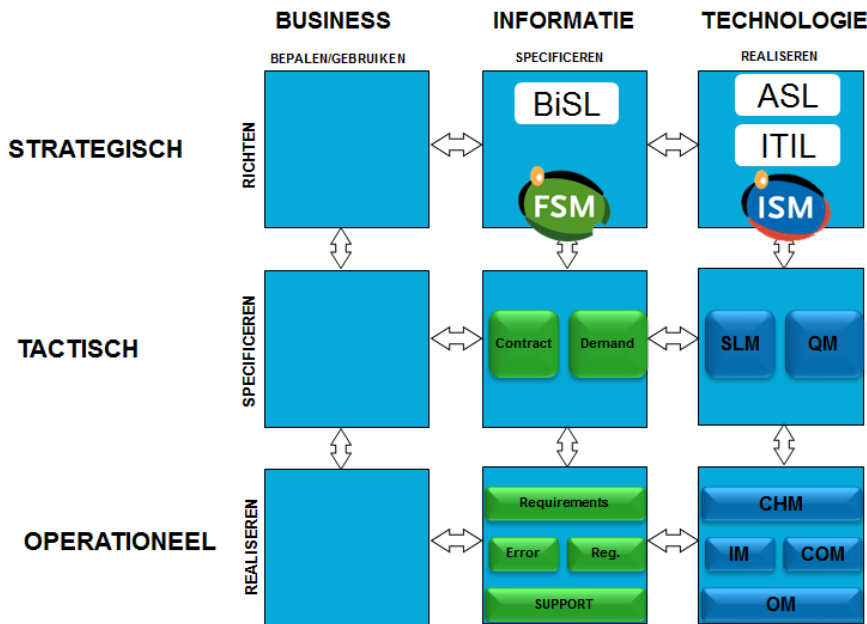 BUSINESS INFORMATIE TECHNOLOGIE
BEPALEN/GEBRUIKEN SPECIFICEREN REALISEREN
STRATEGISCH
RICHTEN
BiSL
ASL
ITIL
FSM
ISM
TACTISCH
SPECIFICEREN
Contract Demand SLM QM
OPERATIONEEL
REALISEREN
Requirements CHM
Error Reg. IM COM
SUPPORT OM